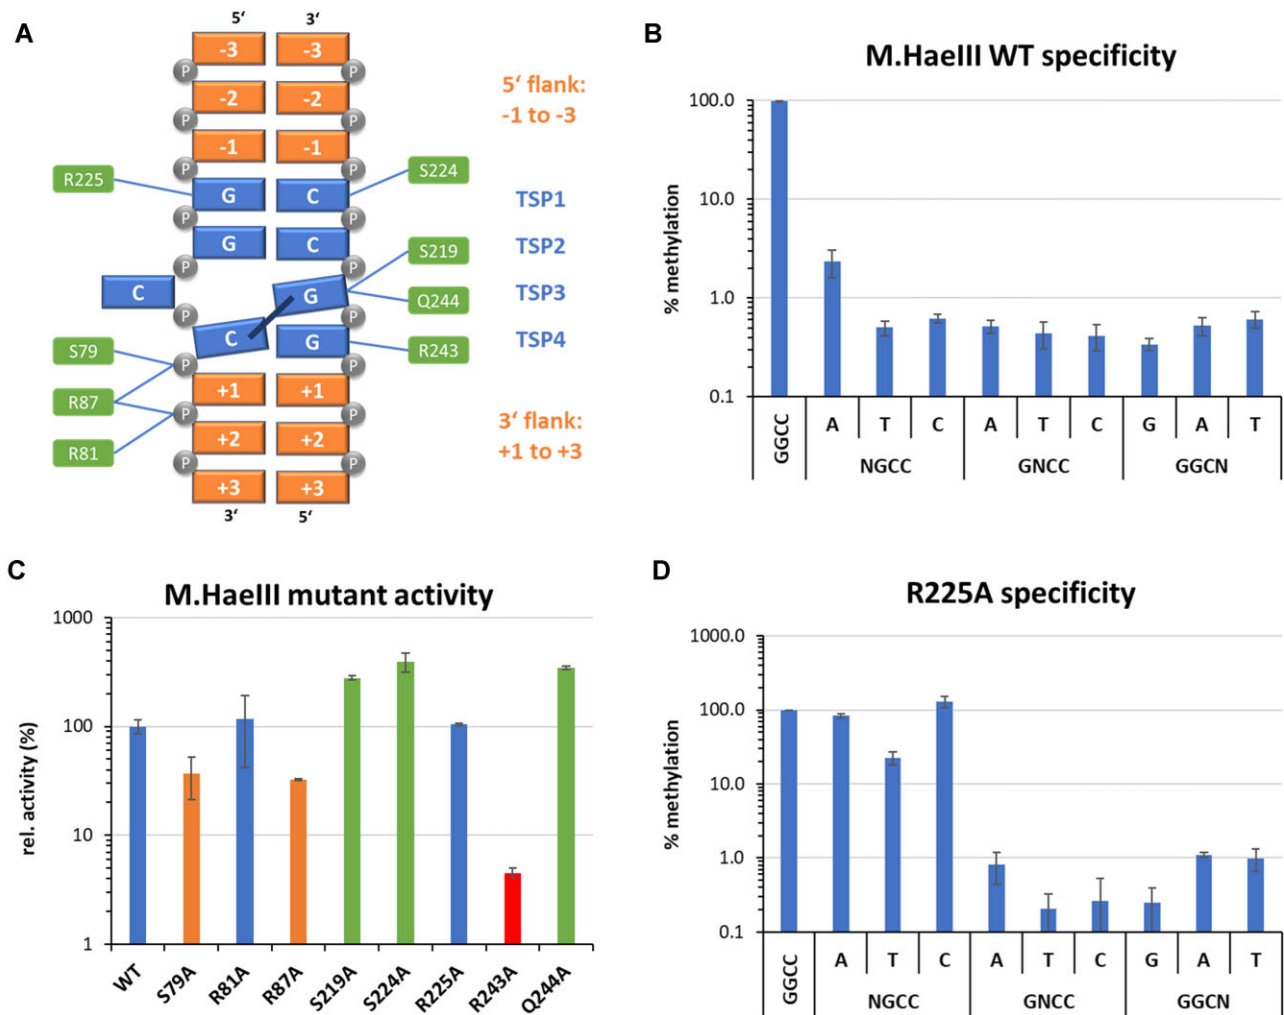 A
5‘ 3‘
-3 -3
P P
-2 -2
5‘ flank:
-1 to -3
P P
-1 -1
P P
R225
S224
G C
TSP1
P P
G C
TSP2
S219
P P
C
G
TSP3
Q244
P P
C G
TSP4
S79
R243
P P
R87
+1 +1
P P
R81
+2 +2
3‘ flank:
+1 to +3
P P
+3 +3
3‘ 5‘
B
M.HaeIII WT specificity
% methylation
100.0
10.0
1.0
0.1
GGCC
A T C A T C G A T
NGCC GNCC GGCN
C
M.HaeIII mutant activity
rel. activity (%)
1000
100
10
1
WT S79A R81A R87A S219A S224A R225A R243A Q244A
D
R225A specificity
% methylation
1000.0
100.0
10.0
1.0
0.1
GGCC
A T C A T C G A T
NGCC GNCC GGCN